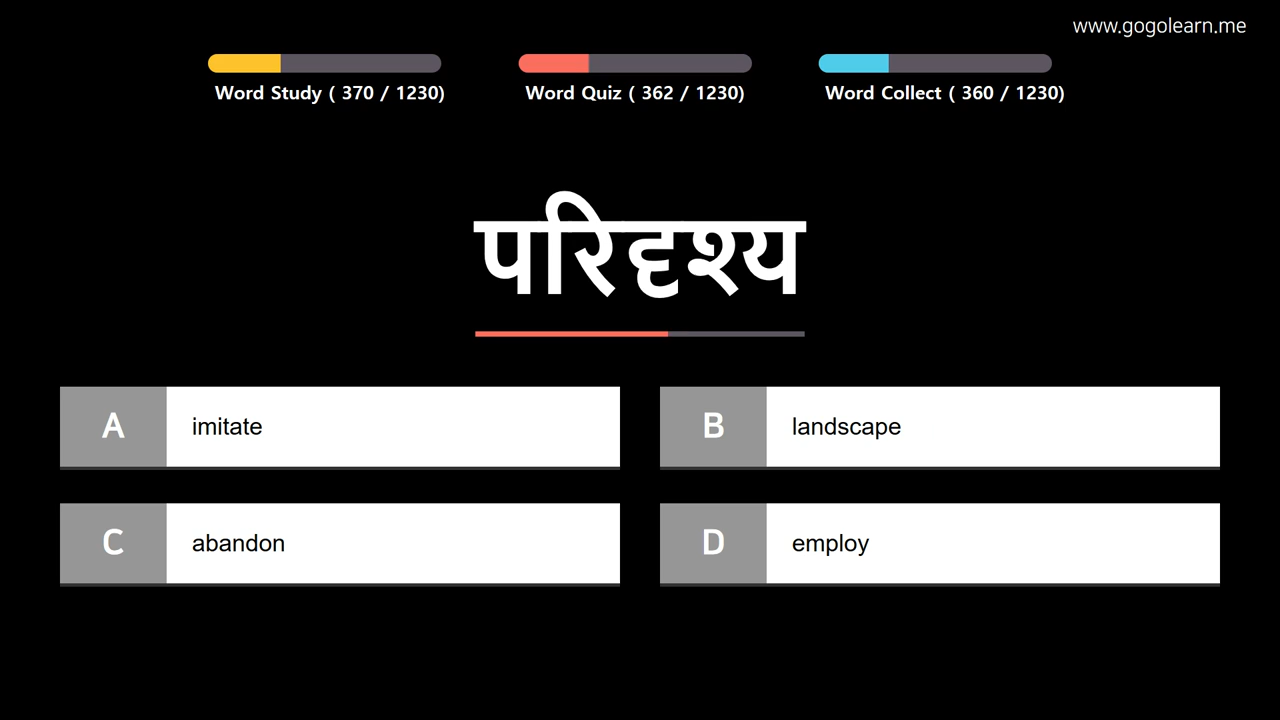 www.gogolearn.me
Word Study ( 370 / 1230)
Word Quiz ( 362 / 1230)
Word Collect ( 360 / 1230)
परिदृश्य
A imitate
B landscape
C abandon
D employ